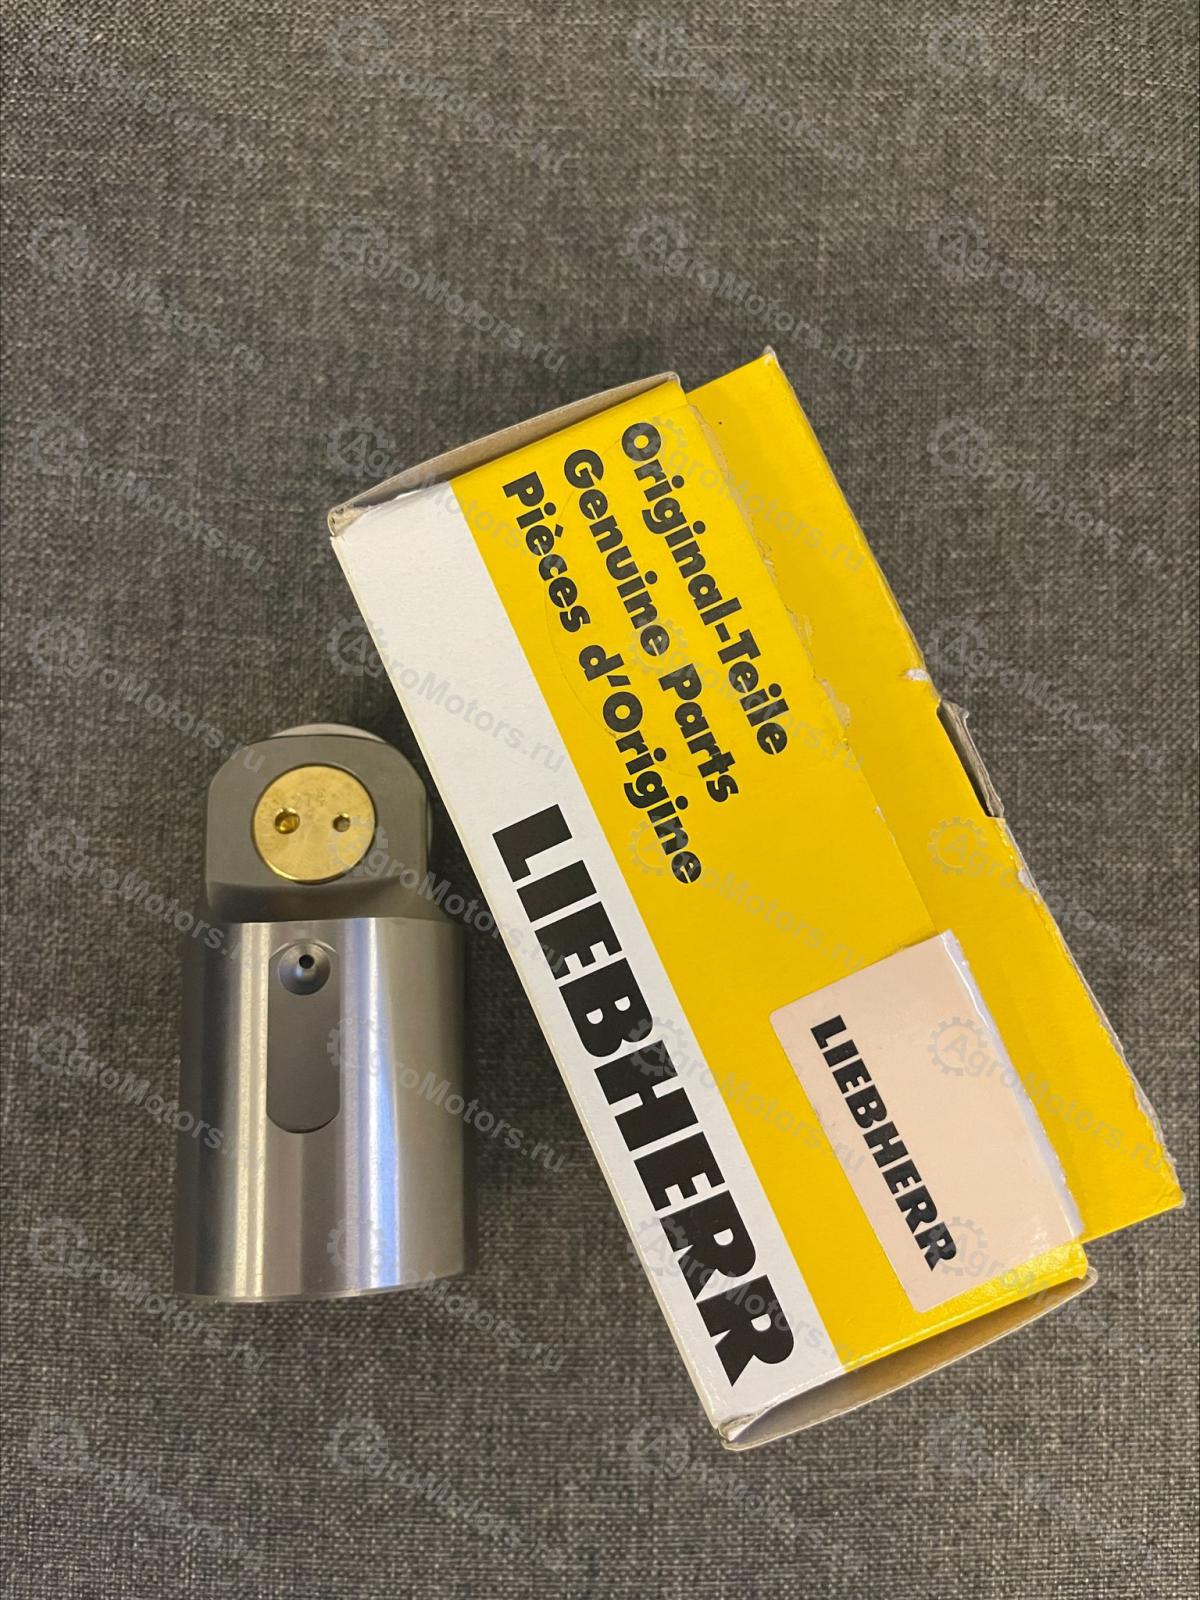 Original-Teile
Genuine Parts
Pièces d'Origine
LIEBHERR
LIEBHERR
AgroMotors.ru